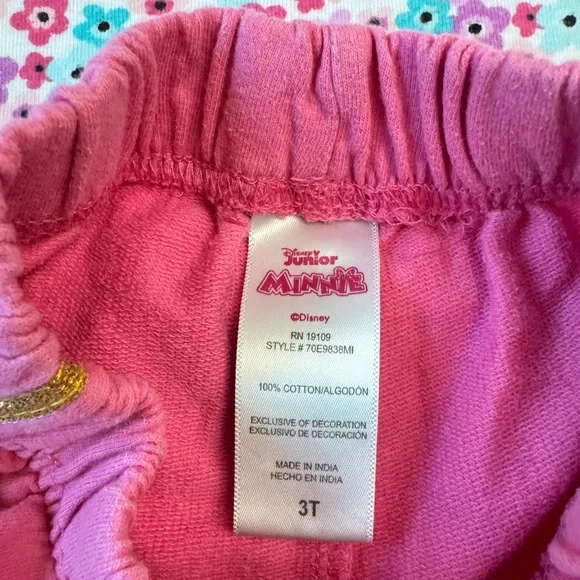 Disney
Junior
MINNIE
©Disney
RN 19109
STYLE # 70E9838MI
100% COTTON/ALGODÓN
EXCLUSIVE OF DECORATION
EXCLUSIVO DE DECORACIÓN
MADE IN INDIA
HECHO EN INDIA
3T